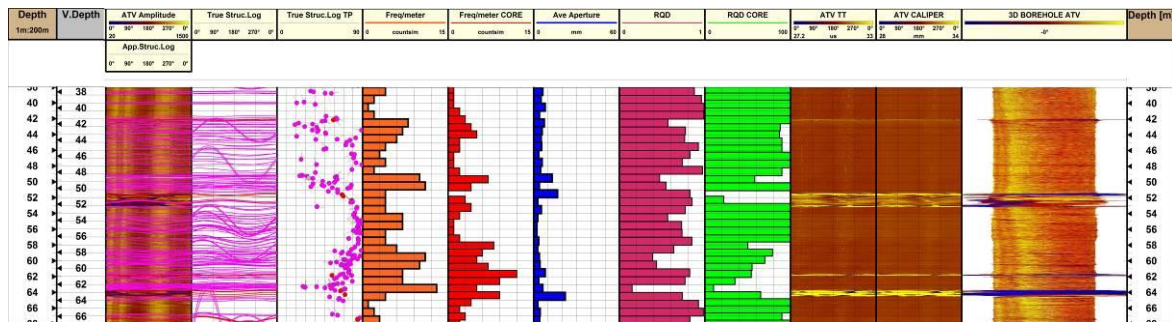 Depth V.Depth ATV Amplitude True Struc.Log True Struc.Log TP Freq/meter Freq/meter CORE Ave Aperture RQD RQD CORE ATV TT ATV CALIPER 3D BOREHOLE ATV Depth [m
1m:200m 0° 90° 180° 270° 0° 0° 90° 180° 270° 0° 0 90 0 counts/m 15 0 counts/m 15 0 mm 60 0 1 0 100 0° 90° 180° 270° 0° 0° 90° 180° 270° 0° -0°
20 1500 27.2 us 33 28 mm 34
App.Struc.Log
0° 90° 180° 270° 0°
38 38 38
40 40 40
42 42 42
44 44 44
46 46 46
48 48 48
50 50 50
52 52 52
54 54 54
56 56 56
58 58 58
60 60 60
62 62 62
64 64 64
66 66 66